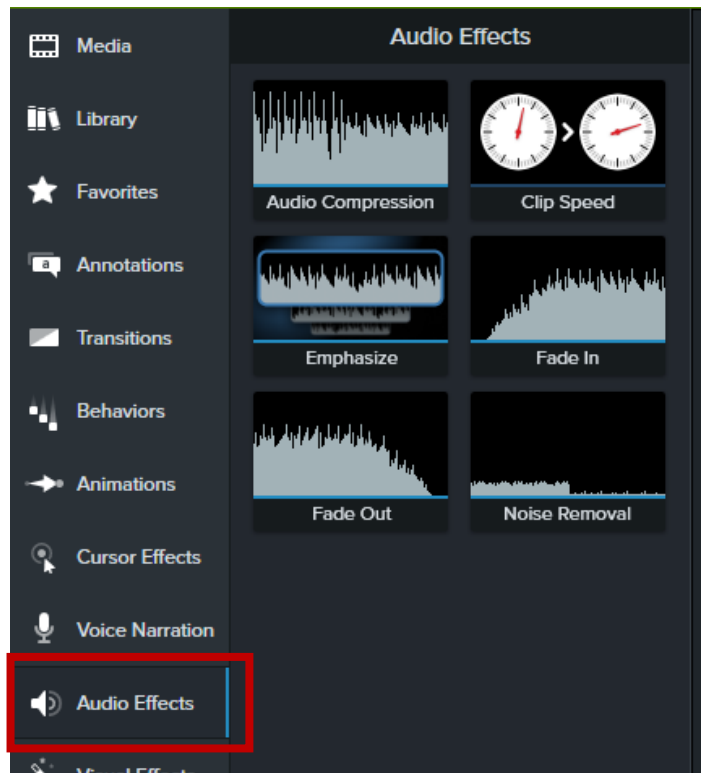 Media
Library
Favorites
a
Annotations
Transitions
Behaviors
Animations
Cursor Effects
Voice Narration
Audio Effects
Audio Effects
Audio Compression
Clip Speed
Emphasize
Fade In
Fade Out
Noise Removal